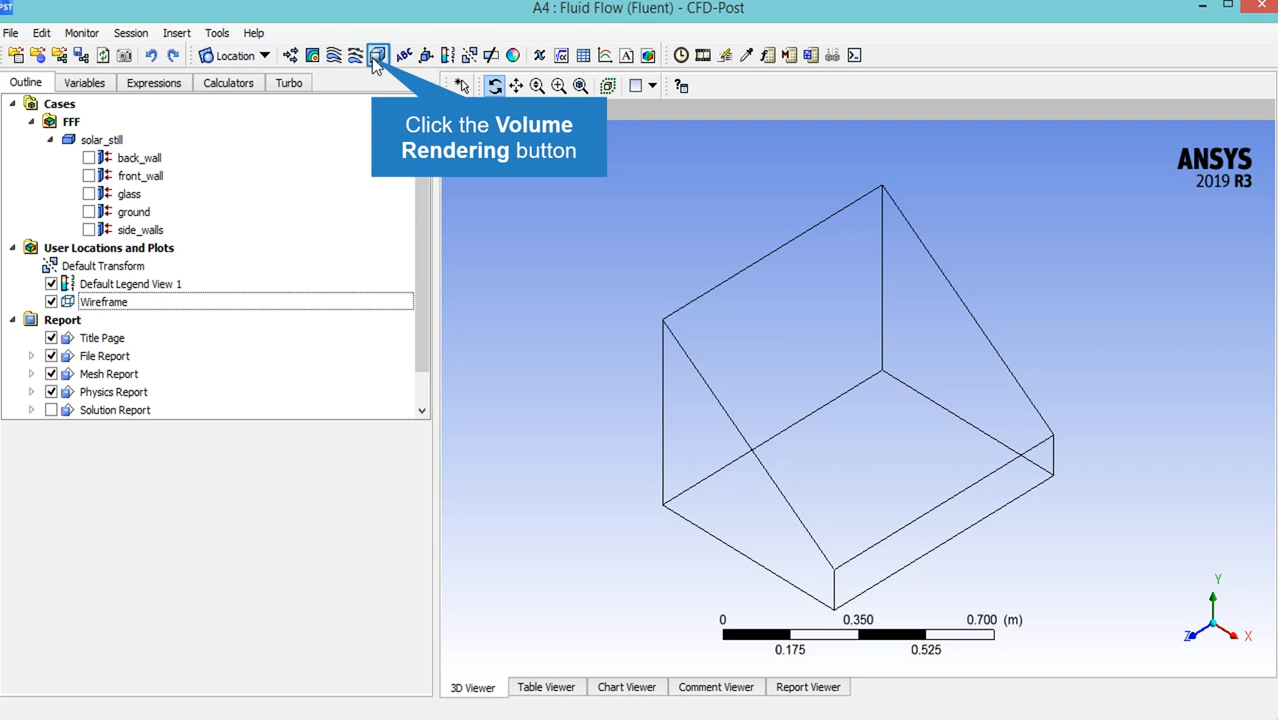 PST
A4 : Fluid Flow (Fluent) - CFD-Post
File Edit Monitor Session Insert Tools Help
Location
ABC
Outline Variables Expressions Calculators Turbo
Cases
FFF
solar_still
back_wall
front_wall
glass
ground
side_walls
User Locations and Plots
Default Transform
Default Legend View 1
Wireframe
Report
Title Page
File Report
Mesh Report
Physics Report
Solution Report
Click the Volume
Rendering button
ANSYS
2019 R3
0 0.350 0.700 (m)
0.175 0.525
Y
Z X
3D Viewer Table Viewer Chart Viewer Comment Viewer Report Viewer